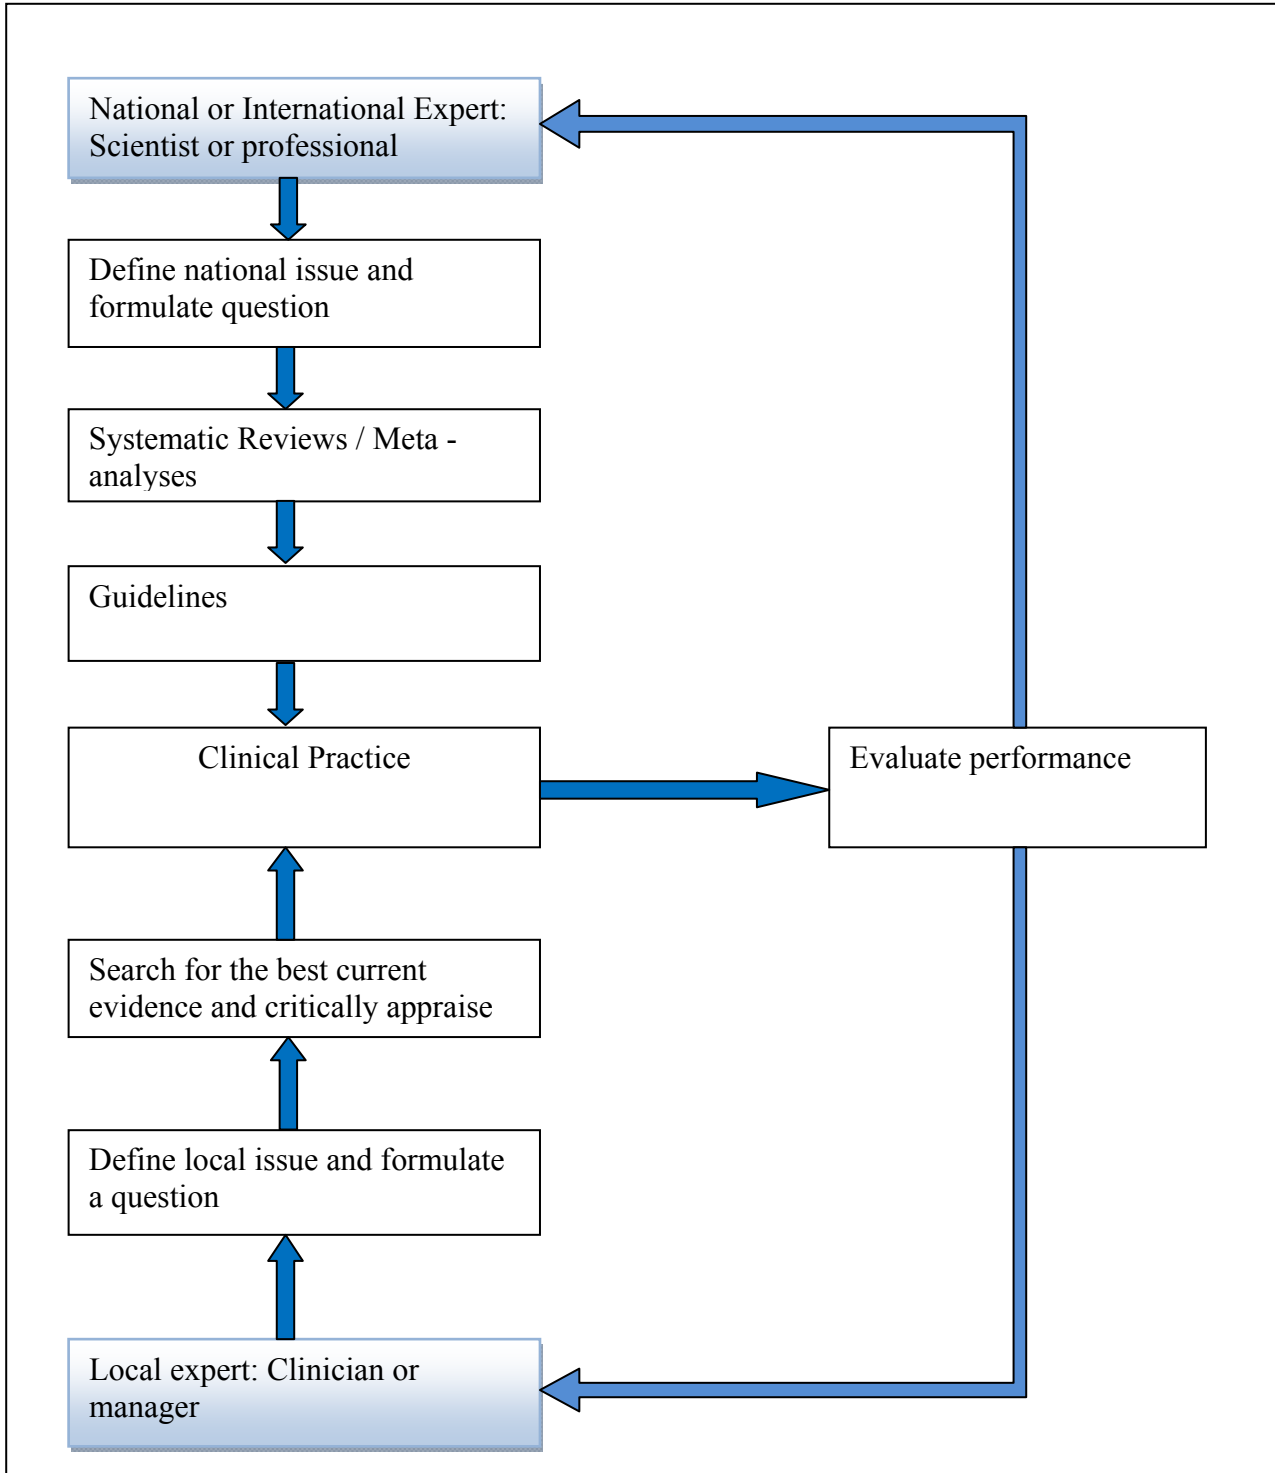 National or International Expert:
Scientist or professional
Define national issue and
formulate question
Systematic Reviews / Meta -
analyses
Guidelines
Clinical Practice
Evaluate performance
Search for the best current
evidence and critically appraise
Define local issue and formulate
a question
Local expert: Clinician or
manager